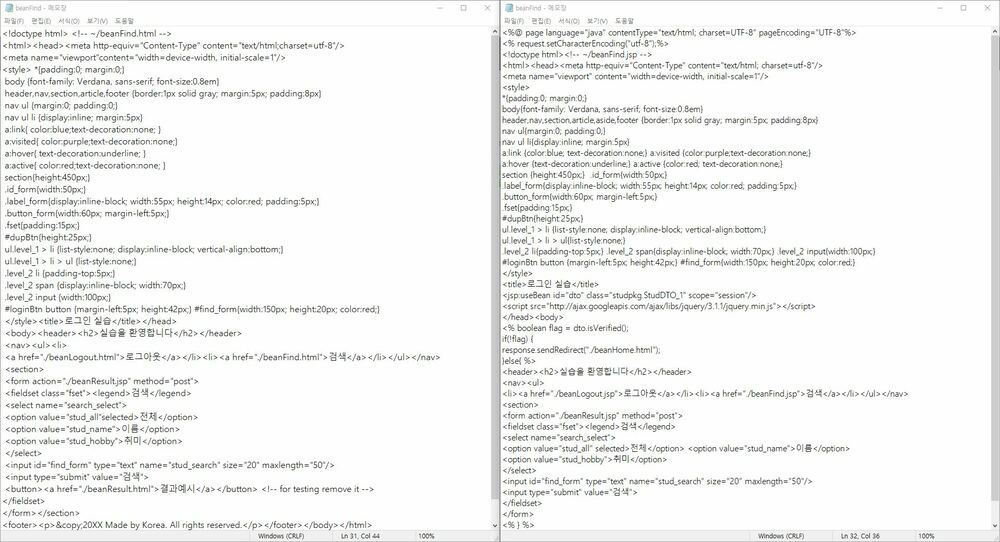 beanFind - 메모장
파일(F) 편집(E) 서식(O) 보기(V) 도움말
<!doctype html> <!-- ~/beanFind.html -->
<html><head><meta http-equiv="Content-Type" content="text/html;charset=utf-8"/>
<meta name="viewport"content="width=device-width, initial-scale=1"/>
<style> *{padding:0; margin:0;}
body {font-family: Verdana, sans-serif; font-size:0.8em}
header,nav,section,article,footer {border:1px solid gray; margin:5px; padding:8px}
nav ul {margin:0; padding:0;}
nav ul li {display:inline; margin:5px}
a:link{ color:blue;text-decoration:none; }
a:visited{ color:purple;text-decoration:none;}
a:hover{ text-decoration:underline; }
a:active{ color:red;text-decoration:none; }
section{height:450px;}
.id_form{width:50px;}
.label_form{display:inline-block; width:55px; height:14px; color:red; padding:5px;}
.button_form{width:60px; margin-left:5px;}
.fset{padding:15px;}
#dupBtn{height:25px;}
ul.level_1 > li {list-style:none; display:inline-block; vertical-align:bottom;}
ul.level_1 > li > ul {list-style:none;}
.level_2 li {padding-top:5px;}
.level_2 span {display:inline-block; width:70px;}
.level_2 input {width:100px;}
#loginBtn button {margin-left:5px; height:42px;} #find_form{width:150px; height:20px; color:red;}
</style><title>로그인 실습</title></head>
<body><header><h2>실습을 환영합니다</h2></header>
<nav><ul><li>
<a href="./beanLogout.html">로그아웃</a></li><li><a href="./beanFind.html">검색</a></li></ul></nav>
<section>
<form action="./beanResult.jsp" method="post">
<fieldset class="fset"><legend>검색</legend>
<select name="search_select">
<option value="stud_all"selected>전체</option>
<option value="stud_name">이름</option>
<option value="stud_hobby">취미</option>
</select>
<input id="find_form" type="text" name="stud_search" size="20" maxlength="50"/>
<input type="submit" value="검색">
<button><a href="./beanResult.html">결과예시</a></button> <!-- for testing remove it -->
</fieldset>
</form></section>
<footer><p>&copy;20XX Made by Korea. All rights reserved.</p></footer></body></html>
Windows (CRLF) Ln 31, Col 44 100%
beanFind - 메모장
파일(F) 편집(E) 서식(O) 보기(V) 도움말
<%@ page language="java" contentType="text/html; charset=UTF-8" pageEncoding="UTF-8"%>
<% request.setCharacterEncoding("utf-8");%>
<!doctype html><!-- ~/beanFind.jsp -->
<html><head><meta http-equiv="Content-Type" content="text/html; charset=utf-8"/>
<meta name="viewport" content="width=device-width, initial-scale=1"/>
<style>
*{padding:0; margin:0;}
body{font-family: Verdana, sans-serif; font-size:0.8em}
header,nav,section,article,aside,footer {border:1px solid gray; margin:5px; padding:8px}
nav ul{margin:0; padding:0,}
nav ul li{display:inline; margin:5px}
a:link {color:blue; text-decoration:none;} a:visited {color:purple;text-decoration:none;}
a:hover {text-decoration:underline;} a:active {color:red, text-decoration:none;}
section {height:450px;} .id_form{width:50px;}
.label_form{display:inline-block; width:55px; height:14px; color:red; padding:5px;}
.button_form{width:60px; margin-left:5px;}
.fset{padding:15px;}
#dupBtn{height:25px,}
ul.level_1 > li {list-style:none, display:inline-block; vertical-align:bottom;}
ul.level_1 > li > ul{list-style:none;}
.level_2 li{padding-top:5px;} .level_2 span{display:inline-block, width:70px;} .level_2 input{width:100px;}
#loginBtn button {margin-left:5px; height:42px;} #find_form{width:150px; height:20px; color:red;}
</style>
<title>로그인 실습</title>
<jsp:useBean id="dto" class="studpkg.StudDTO_1" scope="session"/>
<script src="http://ajax.googleapis.com/ajax/libs/jquery/3.1.1/jquery.min.js"></script>
</head><body>
<% boolean flag = dto.isVerified();
if(!flag) {
response.sendRedirect("./beanHome.html");
}else{ %>
<header><h2>실습을 환영합니다</h2></header>
<nav><ul>
<li><a href="./beanLogout.jsp">로그아웃</a></li><li><a href="./beanFind.jsp">검색</a></li></ul></nav>
<section>
<form action="./beanResult.jsp" method="post">
<fieldset class="fset"><legend>검색</legend>
<select name="search_select">
<option value="stud_all" selected>전체</option> <option value="stud_name">이름</option>
<option value="stud_hobby">취미</option>
</select>
<input id="find_form" type="text" name="stud_search" size="20" maxlength="50"/>
<input type="submit" value="검색">
</fieldset>
</form>
<% } %>
Windows (CRLF) Ln 32, Col 36 100%